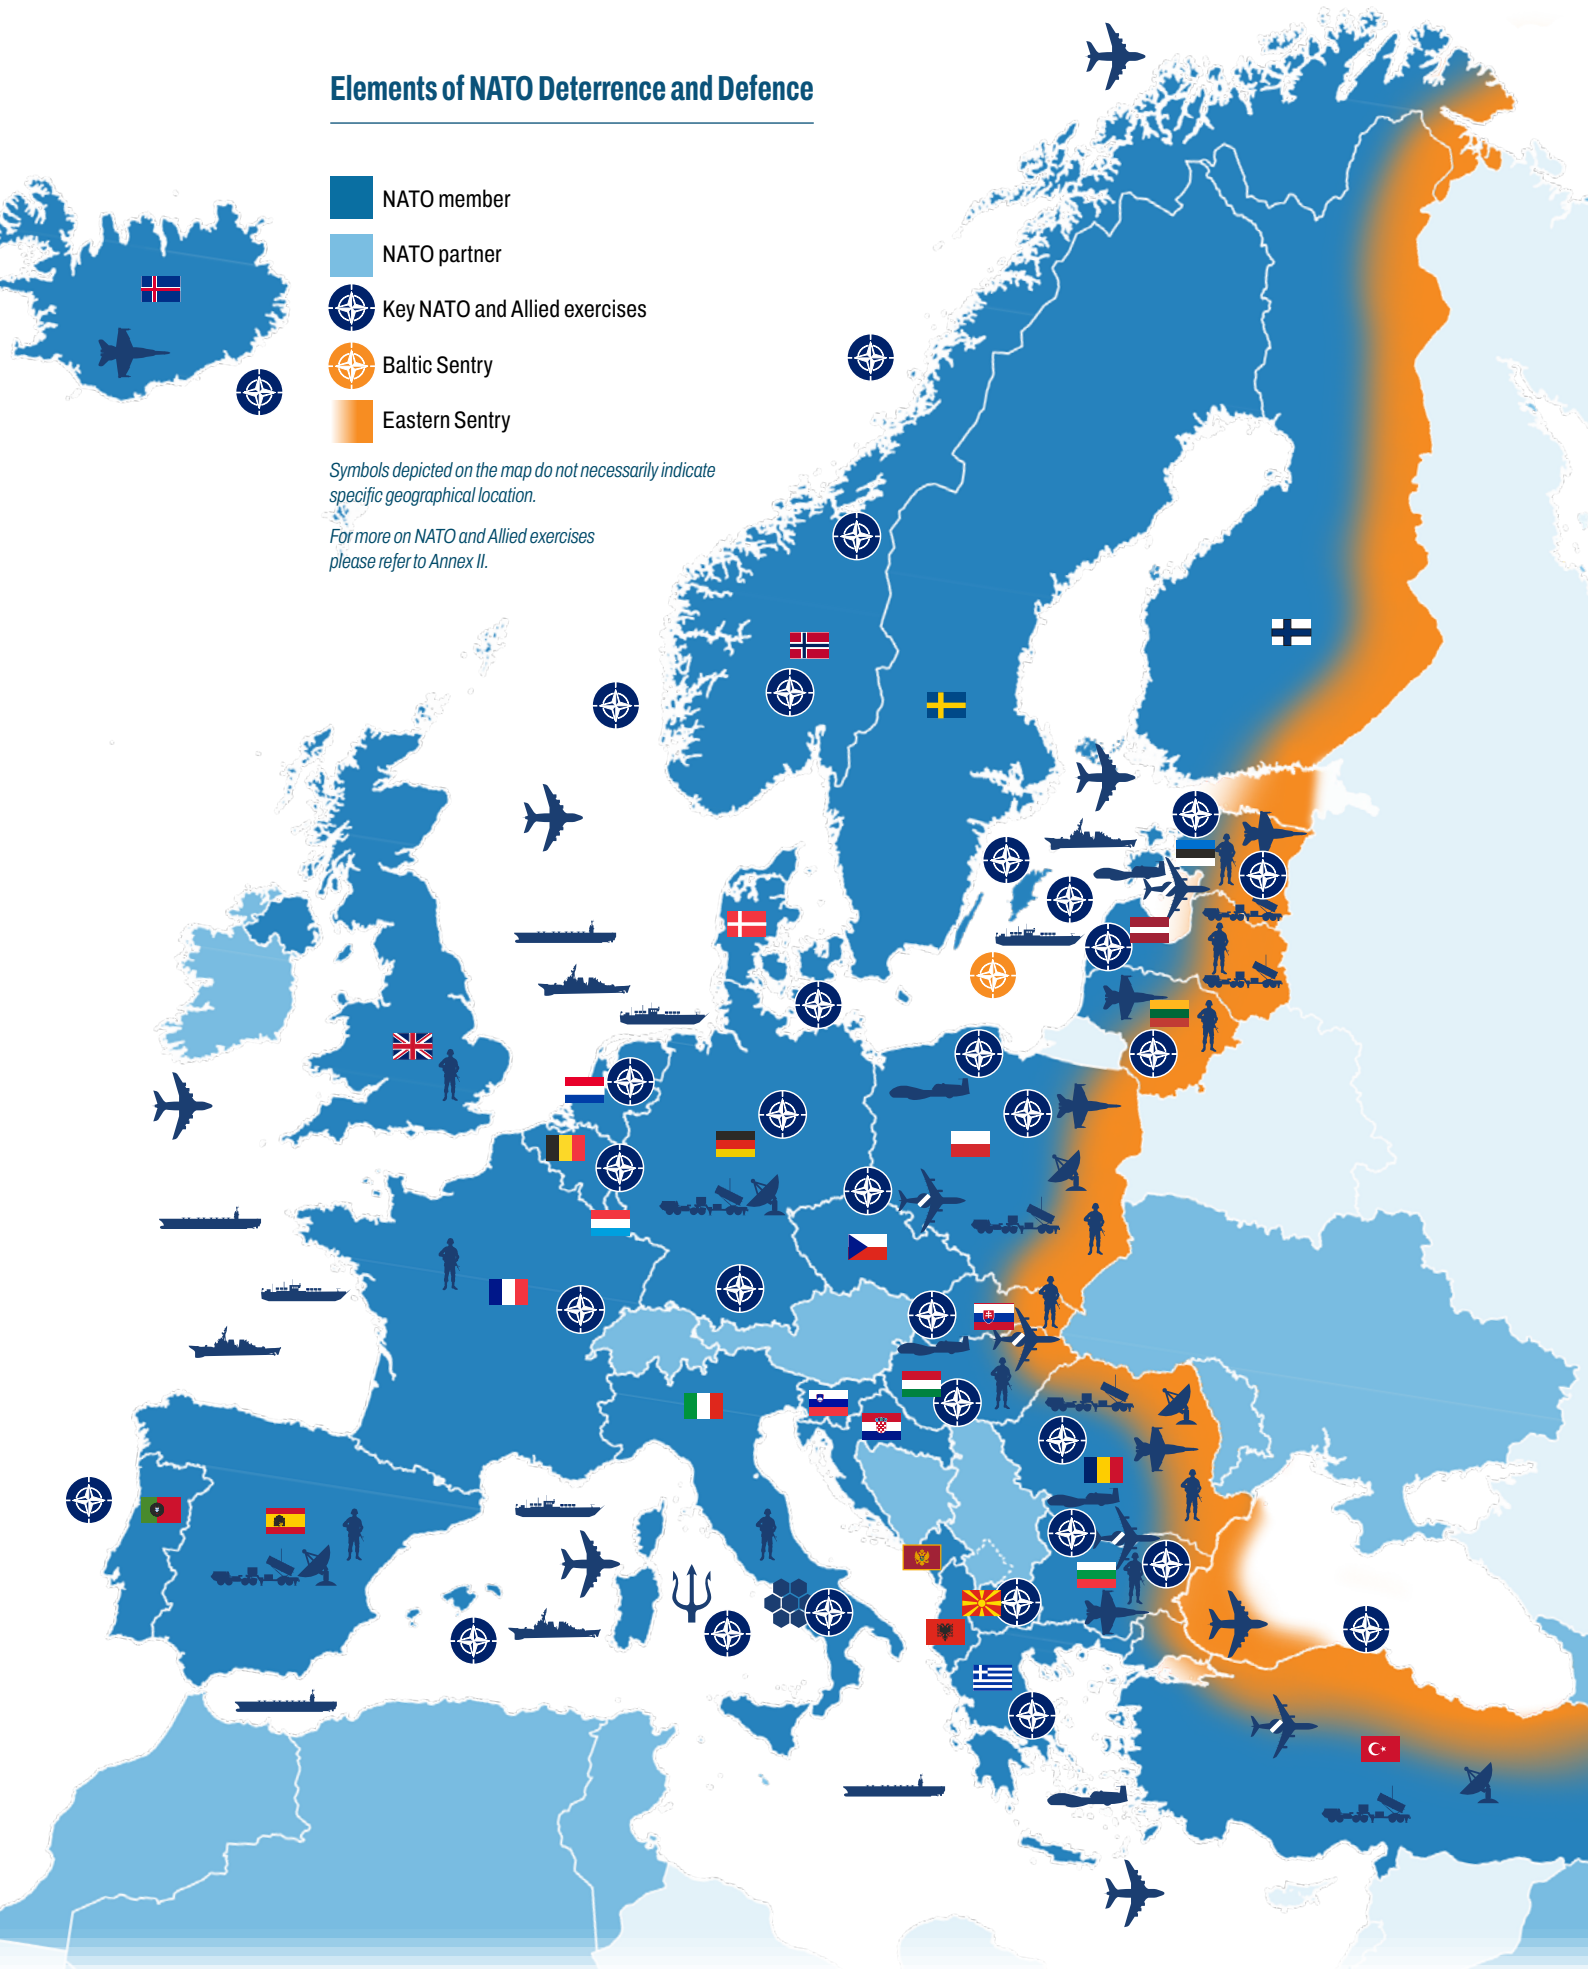 Elements of NATO Deterrence and Defence
NATO member
NATO partner
Key NATO and Allied exercises
Baltic Sentry
Eastern Sentry
Symbols depicted on the map do not necessarily indicate
specific geographical location.
For more on NATO and Allied exercises
please refer to Annex II.